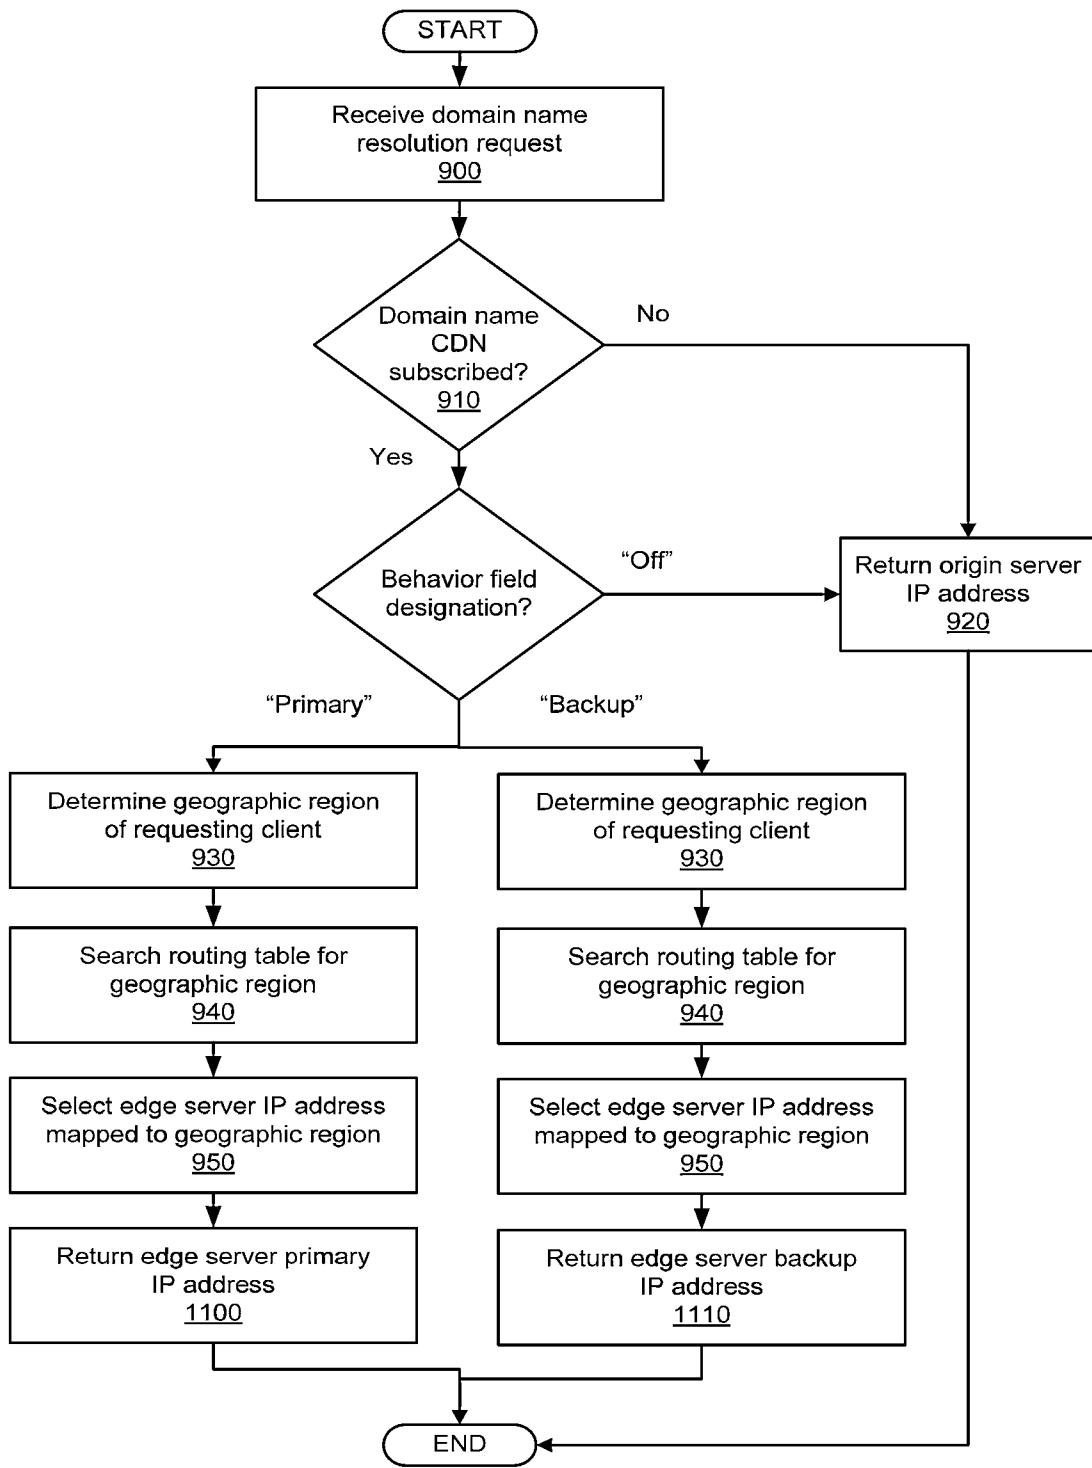 START
Receive domain name
resolution request
900
Domain name
CDN
subscribed?
910
No
Yes
Behavior field
designation?
“Off”
Return origin server
IP address
920
“Primary”
“Backup”
Determine geographic region
of requesting client
930
Determine geographic region
of requesting client
930
Search routing table for
geographic region
940
Search routing table for
geographic region
940
Select edge server IP address
mapped to geographic region
950
Select edge server IP address
mapped to geographic region
950
Return edge server primary
IP address
1100
Return edge server backup
IP address
1110
END